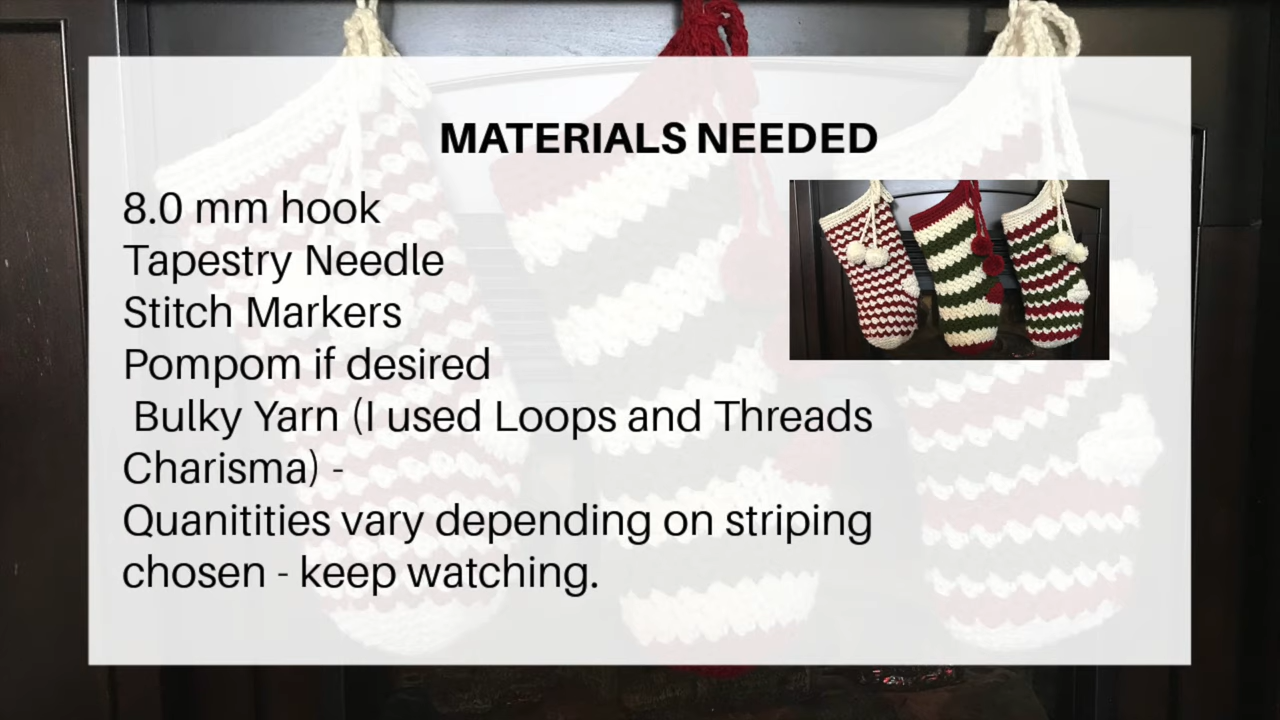 MATERIALS NEEDED
8.0 mm hook
Tapestry Needle
Stitch Markers
Pompom if desired
Bulky Yarn (I used Loops and Threads
Charisma) -
Quanitities vary depending on striping
chosen - keep watching.